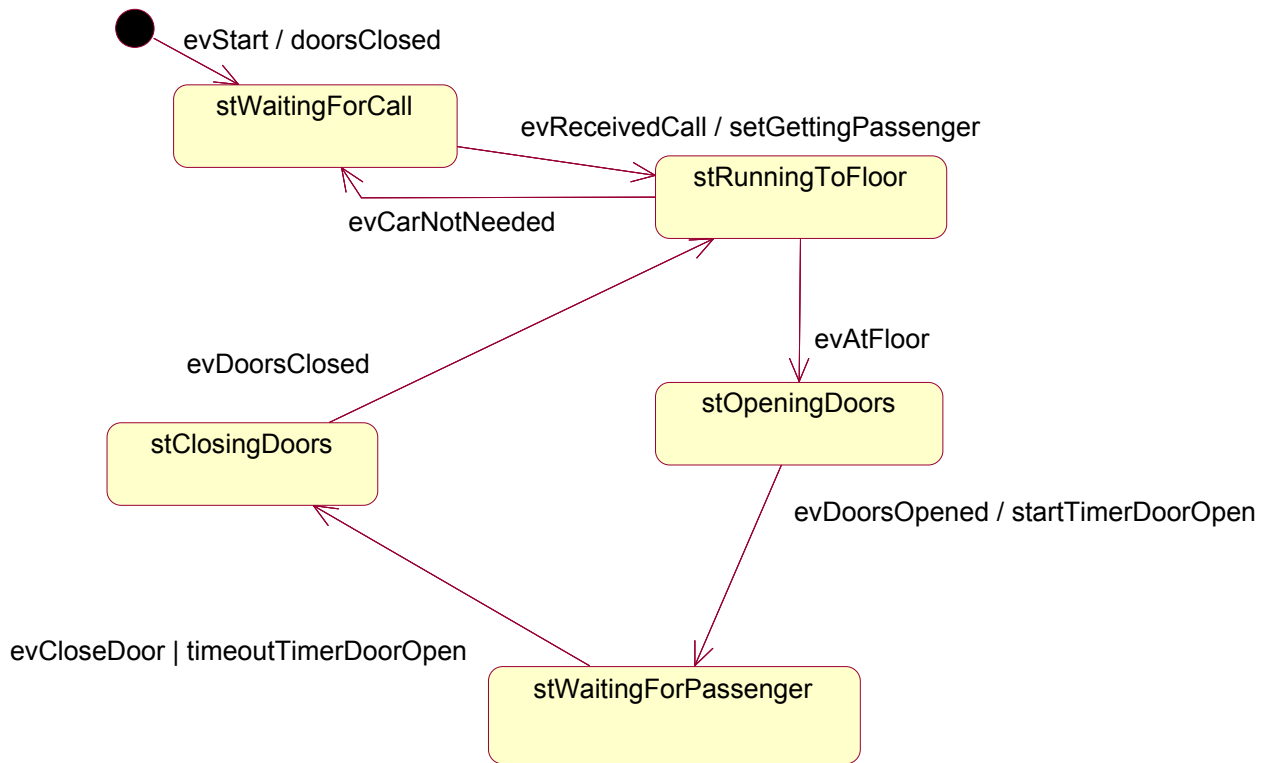 evStart / doorsClosed
stWaitingForCall
evReceivedCall / setGettingPassenger
stRunningToFloor
evCarNotNeeded
evAtFloor
evDoorsClosed
stOpeningDoors
stClosingDoors
evDoorsOpened / startTimerDoorOpen
evCloseDoor | timeoutTimerDoorOpen
stWaitingForPassenger